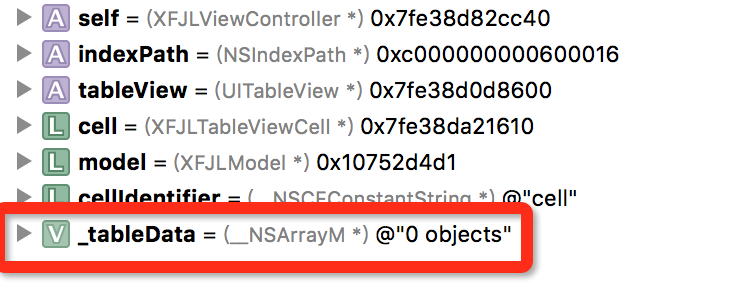 A self = (XFJLViewController *) 0x7fe38d82cc40
A indexPath = (NSIndexPath *) 0xc000000000600016
A tableView = (UITableView *) 0x7fe38d0d8600
L cell = (XFJLTableViewCell *) 0x7fe38da21610
L model = (XFJLModel *) 0x10752d4d1
L cellIdentifier = (__NSCFConstantString *) @"cell"
V _tableData = (__NSArrayM *) @"0 objects"